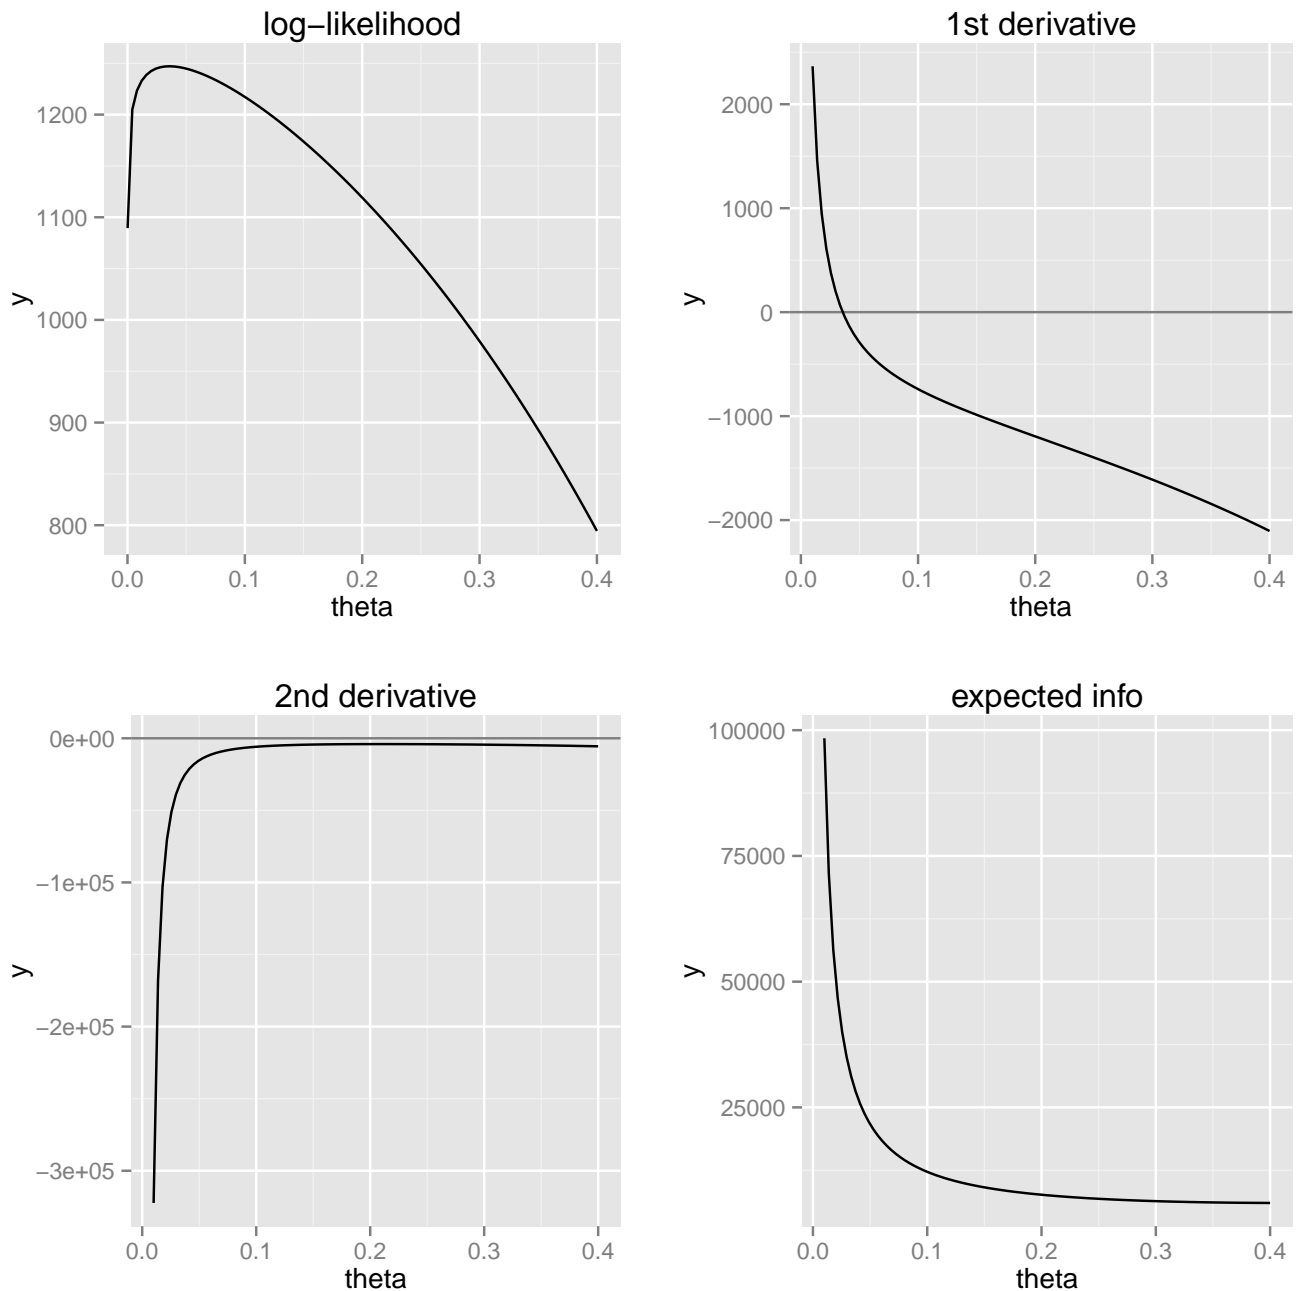 log−likelihood
y
1200
1100
1000
900
800
0.0 0.1 0.2 0.3 0.4
theta
1st derivative
y
2000
1000
0
−1000
−2000
0.0 0.1 0.2 0.3 0.4
theta
2nd derivative
y
0e+00
−1e+05
−2e+05
−3e+05
0.0 0.1 0.2 0.3 0.4
theta
expected info
y
100000
75000
50000
25000
0.0 0.1 0.2 0.3 0.4
theta